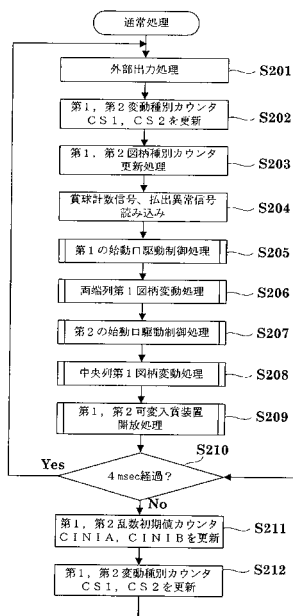 通常処理
外部出力処理
S201
第1,第2変動種別カウンタ
CS1,CS2を更新
S202
第1,第2図柄種別カウンタ
更新処理
S203
賞球計数信号、払出異常信号
読み込み
S204
第1の始動口駆動制御処理
S205
両端列第1図柄変動処理
S206
第2の始動口駆動制御処理
S207
中央列第1図柄変動処理
S208
第1,第2可変入賞装置
開放処理
S209
S210
Yes
4msec経過?
No
第1,第2乱数初期値カウンタ
CINIA,CINIBを更新
S211
第1,第2変動種別カウンタ
CS1,CS2を更新
S212